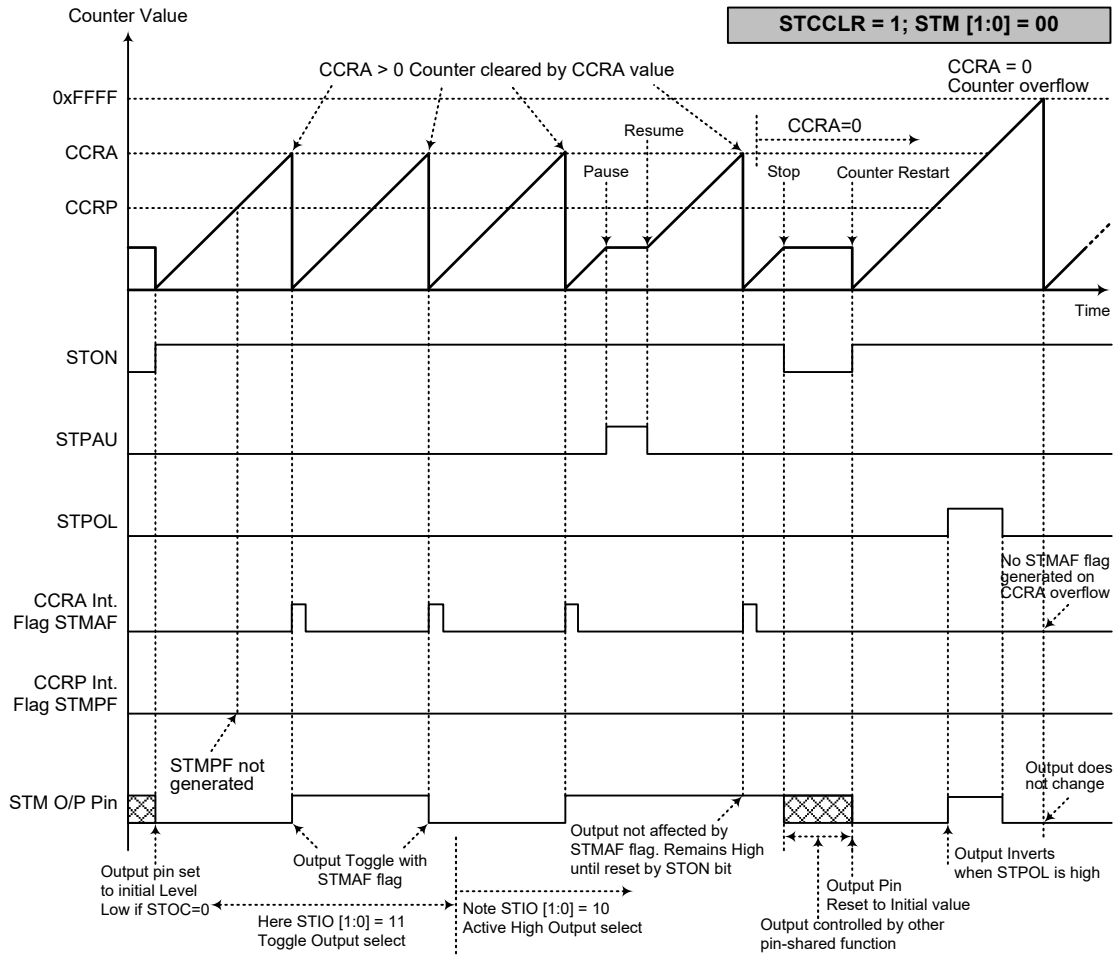 Counter Value
STCCLR = 1; STM [1:0] = 00
CCRA > 0 Counter cleared by CCRA value
CCRA = 0
Counter overflow
0xFFFF
CCRA
CCRP
Resume
CCRA=0
Pause
Stop
Counter Restart
Time
STON
STPAU
STPOL
No STMAF flag
generated on
CCRA overflow
CCRA Int.
Flag STMAF
CCRP Int.
Flag STMPF
STMPF not
generated
STM O/P Pin
Output does
not change
Output pin set
to initial Level
Low if STOC=0
Output Toggle with
STMAF flag
Output not affected by
STMAF flag. Remains High
until reset by STON bit
Output Inverts
when STPOL is high
Output Pin
Reset to Initial value
Here STIO [1:0] = 11
Toggle Output select
Note STIO [1:0] = 10
Active High Output select
Output controlled by other
pin-shared function